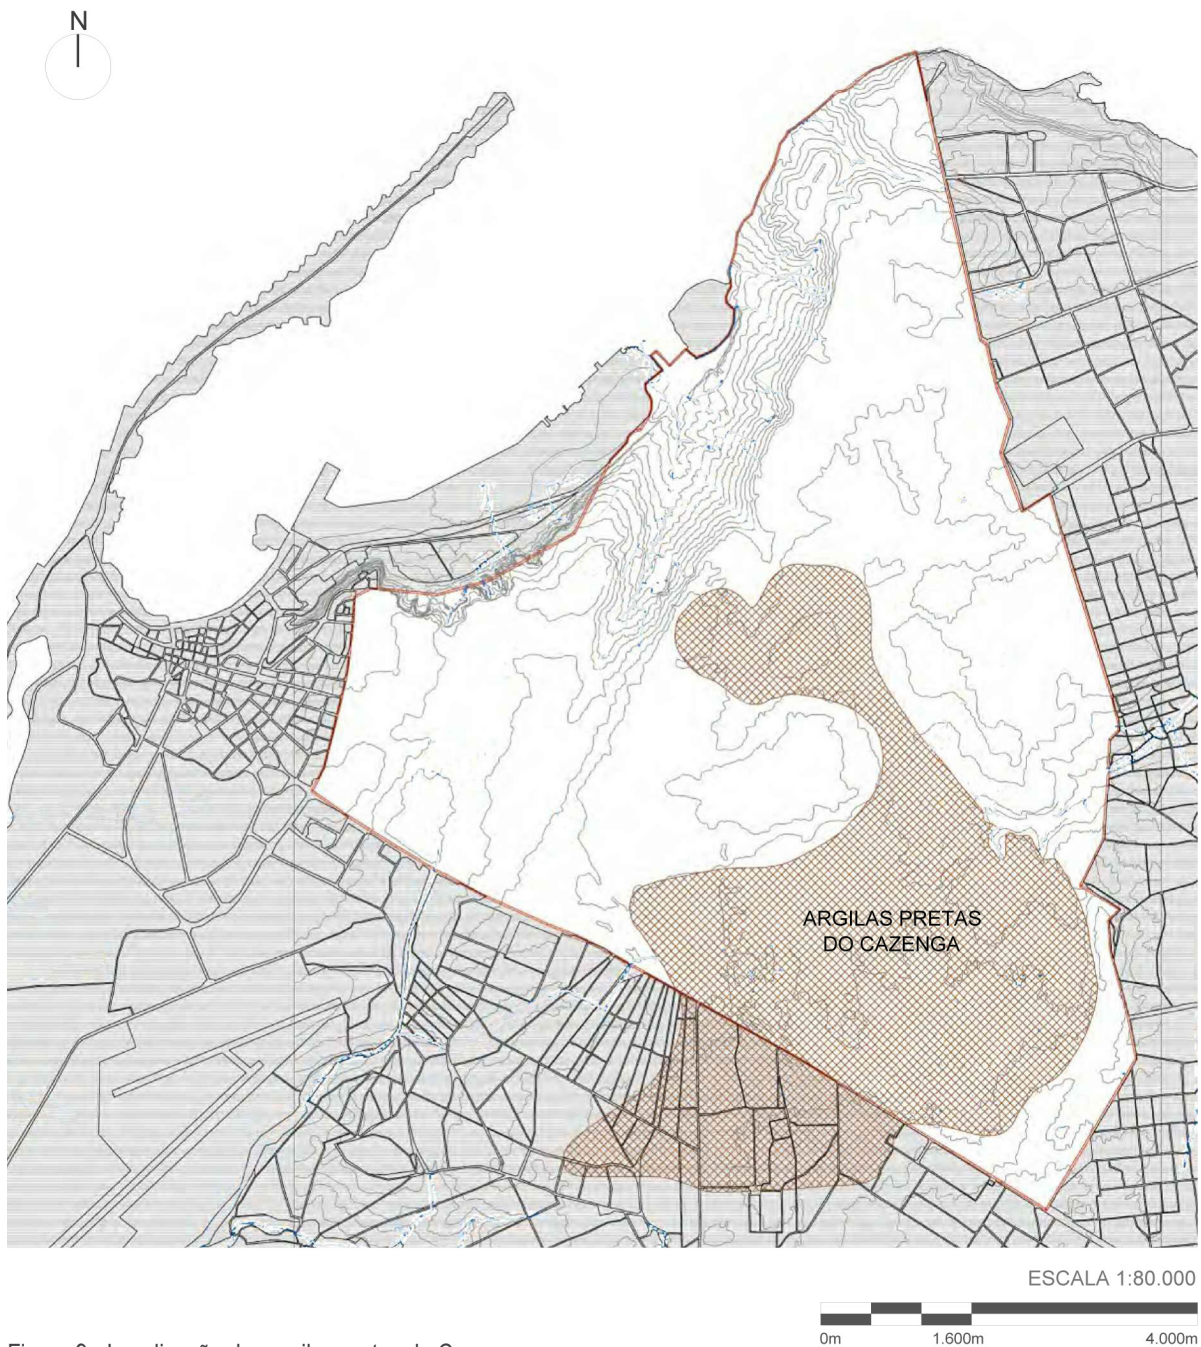 N
ARGILAS PRETAS
DO CAZENGA
ESCALA 1:80.000
0m 1.600m 4.000m